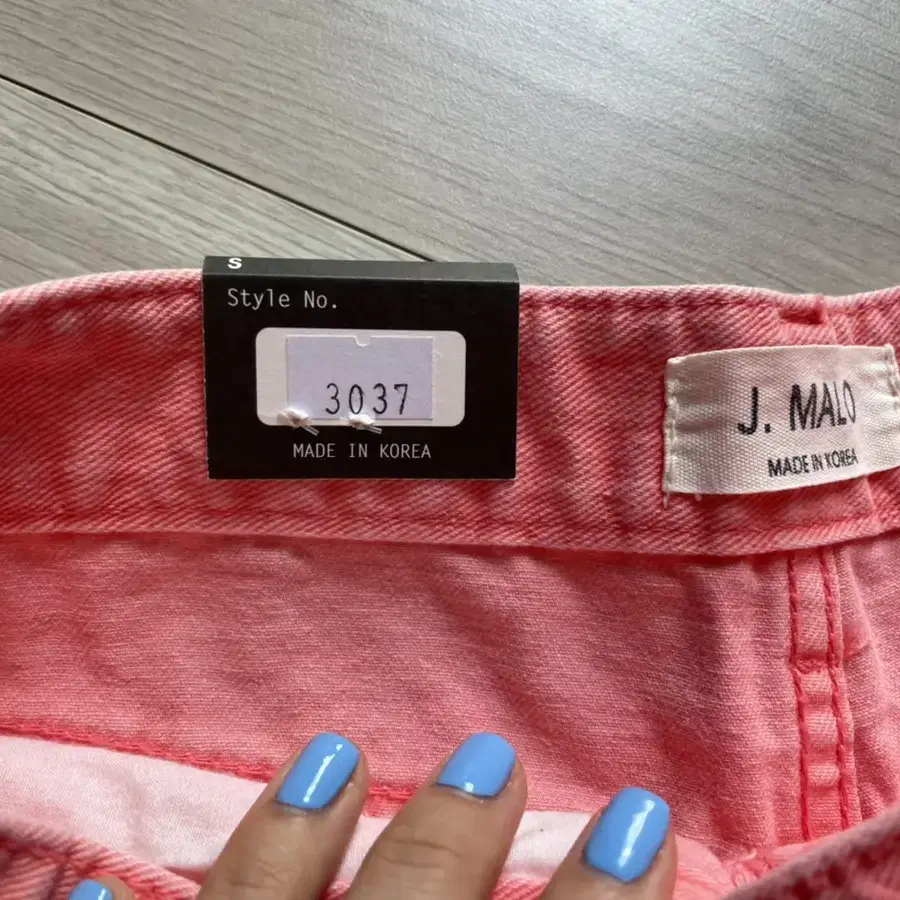 S
Style No.
3037
MADE IN KOREA
J. MALO
MADE IN KOREA